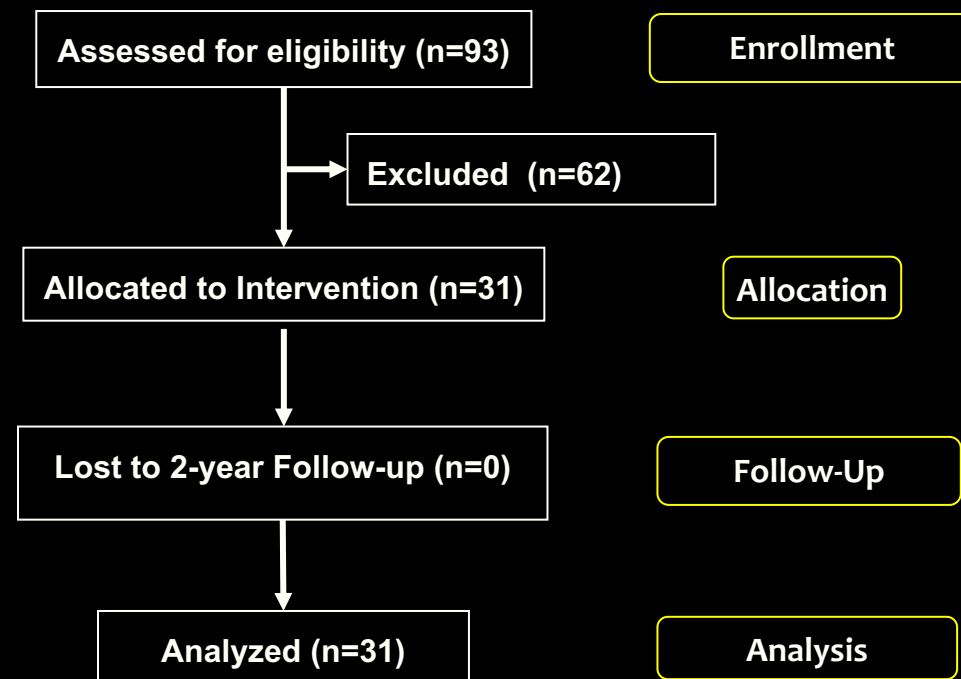 Assessed for eligibility (n=93)
Enrollment
Excluded (n=62)
Allocated to Intervention (n=31)
Allocation
Lost to 2-year Follow-up (n=0)
Follow-Up
Analyzed (n=31)
Analysis